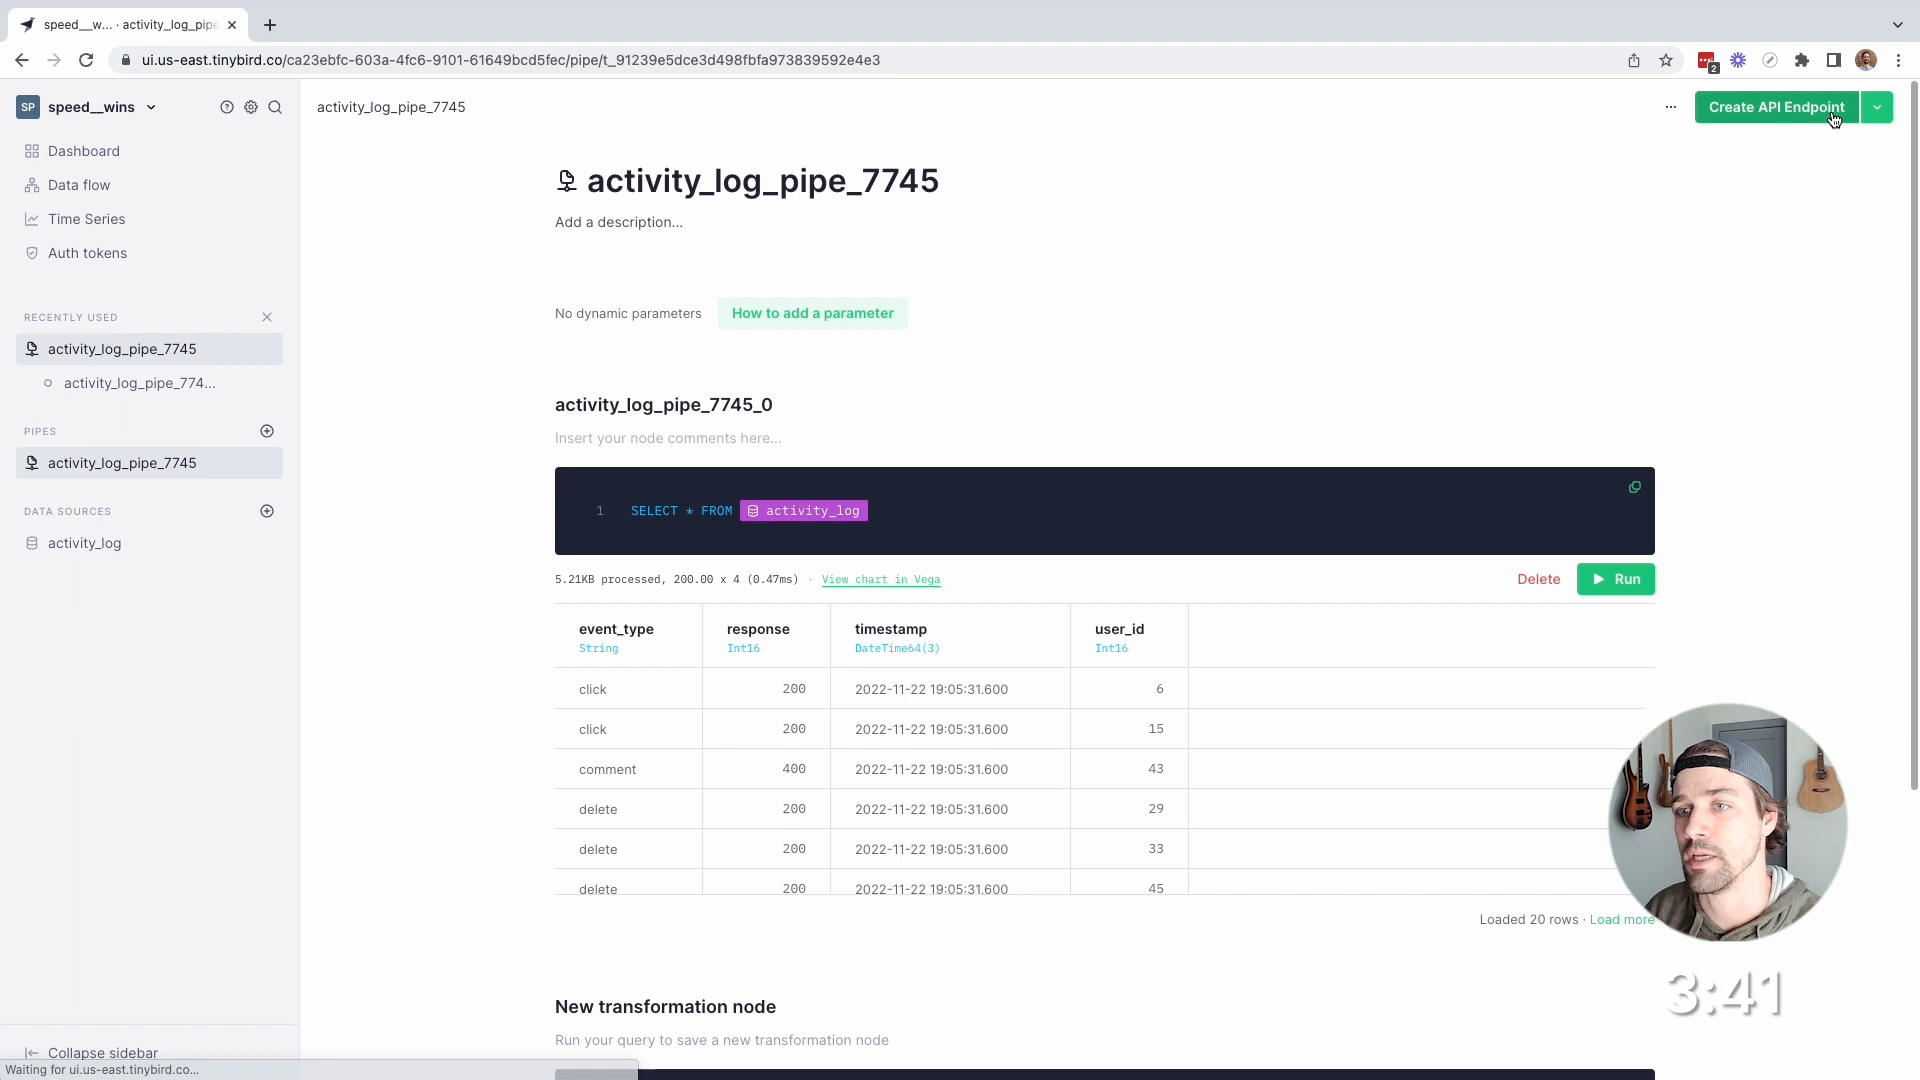 speed__w... · activity_log_pipe
ui.us-east.tinybird.co/ca23ebfc-603a-4fc6-9101-61649bcd5fec/pipe/t_91239e5dce3d498fbfa973839592e4e3
2
SP speed__wins
activity_log_pipe_7745
... Create API Endpoint
Dashboard
Data flow
Time Series
Auth tokens
RECENTLY USED
activity_log_pipe_7745
activity_log_pipe_774...
PIPES
activity_log_pipe_7745
DATA SOURCES
activity_log
Collapse sidebar
Waiting for ui.us-east.tinybird.co...
activity_log_pipe_7745
Add a description...
No dynamic parameters How to add a parameter
activity_log_pipe_7745_0
Insert your node comments here...
1 SELECT * FROM activity_log
5.21KB processed, 200.00 x 4 (0.47ms) · View chart in Vega Delete Run
event_type response timestamp user_id
String Int16 DateTime64(3) Int16
click 200 2022-11-22 19:05:31.600 6
click 200 2022-11-22 19:05:31.600 15
comment 400 2022-11-22 19:05:31.600 43
delete 200 2022-11-22 19:05:31.600 29
delete 200 2022-11-22 19:05:31.600 33
delete 200 2022-11-22 19:05:31.600 45
Loaded 20 rows · Load more
3:41
New transformation node
Run your query to save a new transformation node